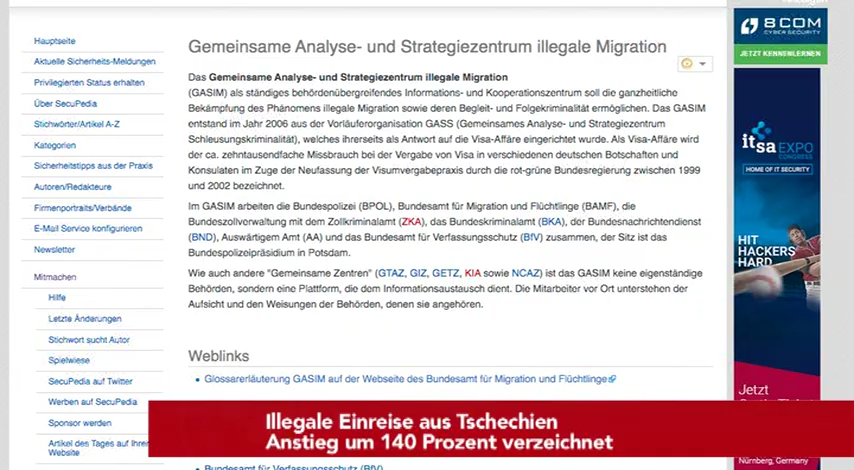 Hauptseite
Aktuelle Sicherheits-Meldungen
Privilegierten Status erhalten
Über SecuPedia
Stichwörter/Artikel A-Z
Kategorien
Sicherheitstipps aus der Praxis
Autoren/Redakteure
Firmenportraits/Verbände
E-Mail Service konfigurieren
Newsletter
Mitmachen
Hilfe
Letzte Änderungen
Stichwort sucht Autor
Spielwiese
SecuPedia auf Twitter
Werben auf SecuPedia
Sponsor werden
Artikel des Tages auf Ihrer
Website
Gemeinsame Analyse- und Strategiezentrum illegale Migration
Das Gemeinsame Analyse- und Strategiezentrum illegale Migration
(GASIM) als ständiges behördenübergreifendes Informations- und Kooperationszentrum soll die ganzheitliche
Bekämpfung des Phänomens illegale Migration sowie deren Begleit- und Folgekriminalität ermöglichen. Das GASIM
entstand im Jahr 2006 aus der Vorläuferorganisation GASS (Gemeinsames Analyse- und Strategiezentrum
Schleusungskriminalität), welches ihrerseits als Antwort auf die Visa-Affäre eingerichtet wurde. Als Visa-Affäre wird
der ca. zehntausendfache Missbrauch bei der Vergabe von Visa in verschiedenen deutschen Botschaften und
Konsulaten im Zuge der Neufassung der Visumvergabepraxis durch die rot-grüne Bundesregierung zwischen 1999
und 2002 bezeichnet.
Im GASIM arbeiten die Bundespolizei (BPOL), Bundesamt für Migration und Flüchtlinge (BAMF), die
Bundeszollverwaltung mit dem Zollkriminalamt (ZKA), das Bundeskriminalamt (BKA), der Bundesnachrichtendienst
(BND), Auswärtigem Amt (AA) und das Bundesamt für Verfassungsschutz (BfV) zusammen, der Sitz ist das
Bundespolizeipräsidium in Potsdam.
Wie auch andere "Gemeinsame Zentren" (GTAZ, GIZ, GETZ, KIA sowie NCAZ) ist das GASIM keine eigenständige
Behörden, sondern eine Plattform, die dem Informationsaustausch dient. Die Mitarbeiter vor Ort unterstehen der
Aufsicht und den Weisungen der Behörden, denen sie angehören.
Weblinks
Glossarerläuterung GASIM auf der Webseite des Bundesamt für Migration und Flüchtlinge
Bundesamt für Verfassungsschutz (BfV)
8COM
CYBER SECURITY
JETZT KENNENLERNEN
itsa EXPO
CONGRESS
HOME OF IT SECURITY
HIT
HACKERS
HARD
Jetzt
Nürnberg, Germany
Illegale Einreise aus Tschechien
Anstieg um 140 Prozent verzeichnet